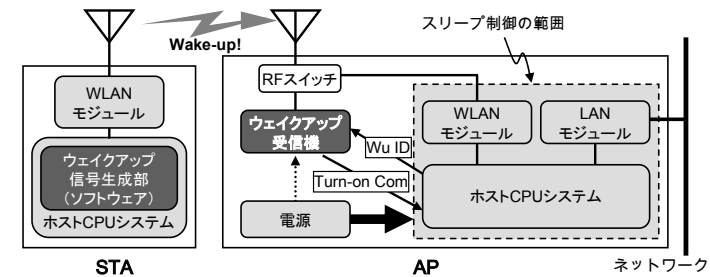 Wake-up!
スリープ制御の範囲
WLAN
モジュール
ウェイクアップ
信号生成部
(ソフトウェア)
ホストCPUシステム
STA
RFスイッチ
ウェイクアップ
受信機
Wu ID
Turn-on Com
電源
WLAN
モジュール
LAN
モジュール
ホストCPUシステム
AP
ネットワーク